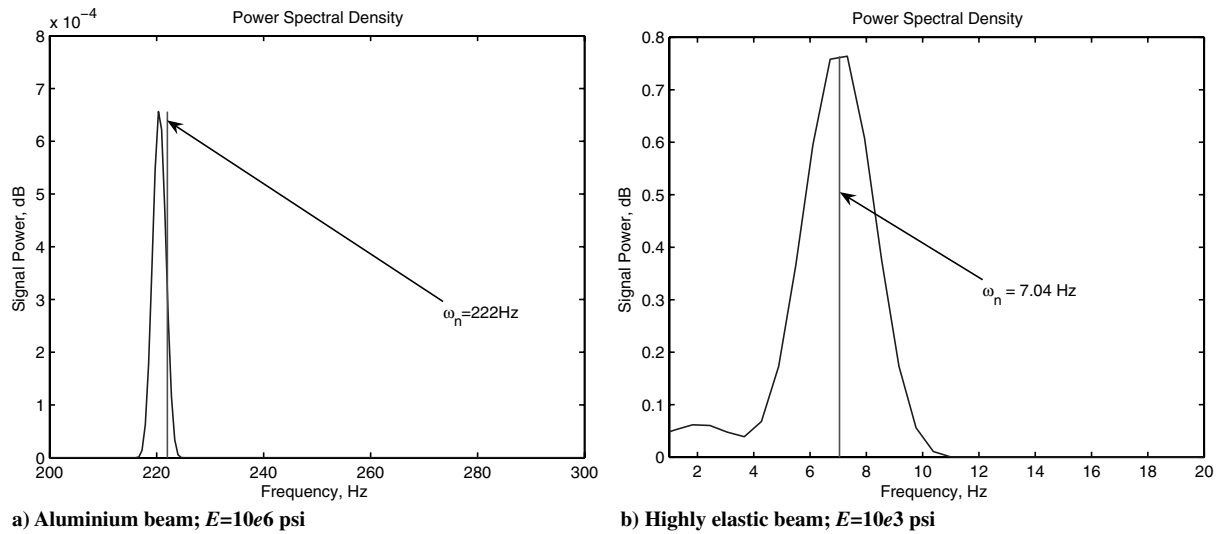 Power Spectral Density
x 10⁻⁴
8
7
6
5
4
3
2
1
0
Signal Power, dB
200 220 240 260 280 300
Frequency, Hz
ωn=222Hz
a) Aluminium beam; E=10e6 psi
Power Spectral Density
0.8
0.7
0.6
0.5
0.4
0.3
0.2
0.1
0
Signal Power, dB
2 4 6 8 10 12 14 16 18 20
Frequency, Hz
ωn = 7.04 Hz
b) Highly elastic beam; E=10e3 psi